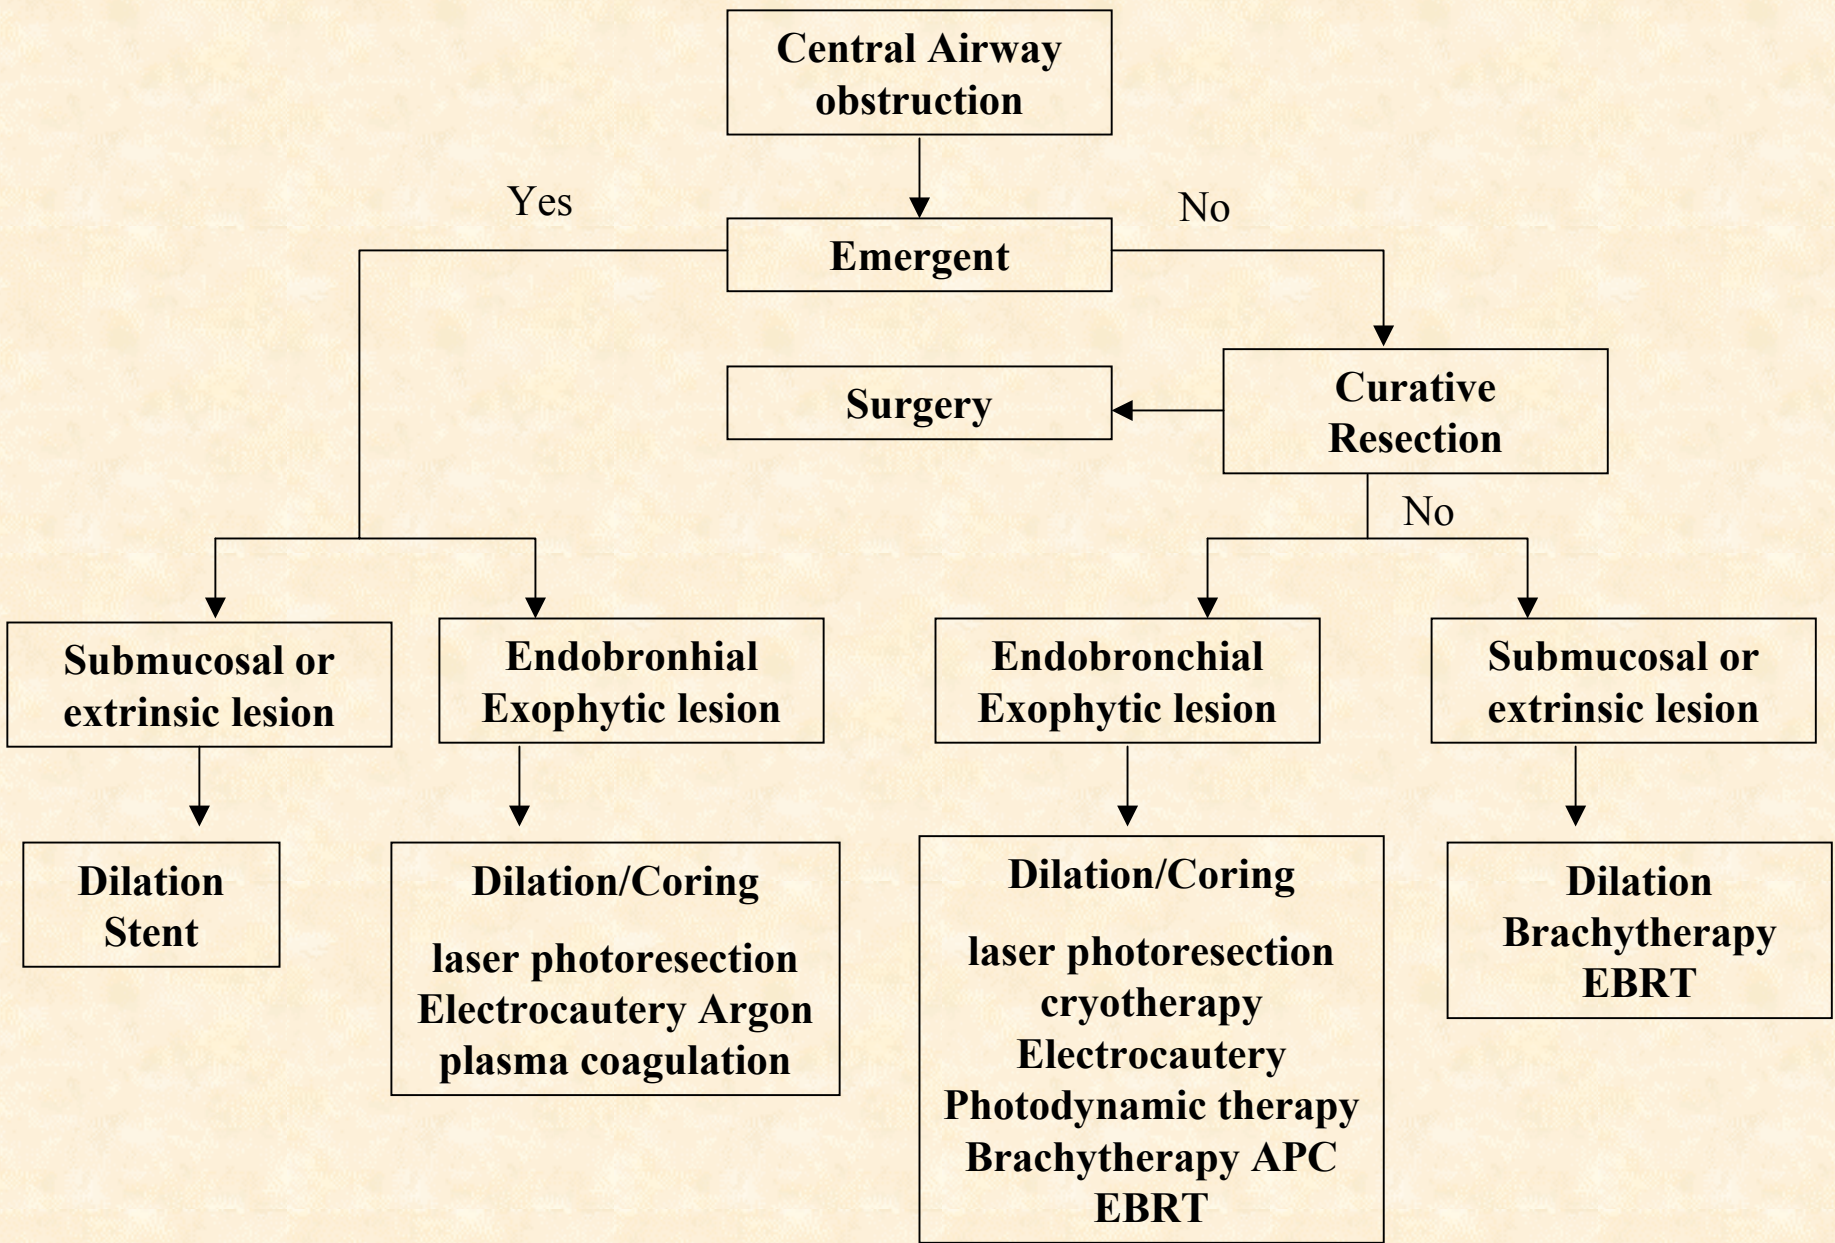 Central Airway
obstruction
Yes
No
Emergent
Surgery
Curative
Resection
No
Submucosal or
extrinsic lesion
Endobronhial
Exophytic lesion
Endobronchial
Exophytic lesion
Submucosal or
extrinsic lesion
Dilation
Stent
Dilation/Coring
laser photoresection
Electrocautery Argon
plasma coagulation
Dilation/Coring
laser photoresection
cryotherapy
Electrocautery
Photodynamic therapy
Brachytherapy APC
EBRT
Dilation
Brachytherapy
EBRT